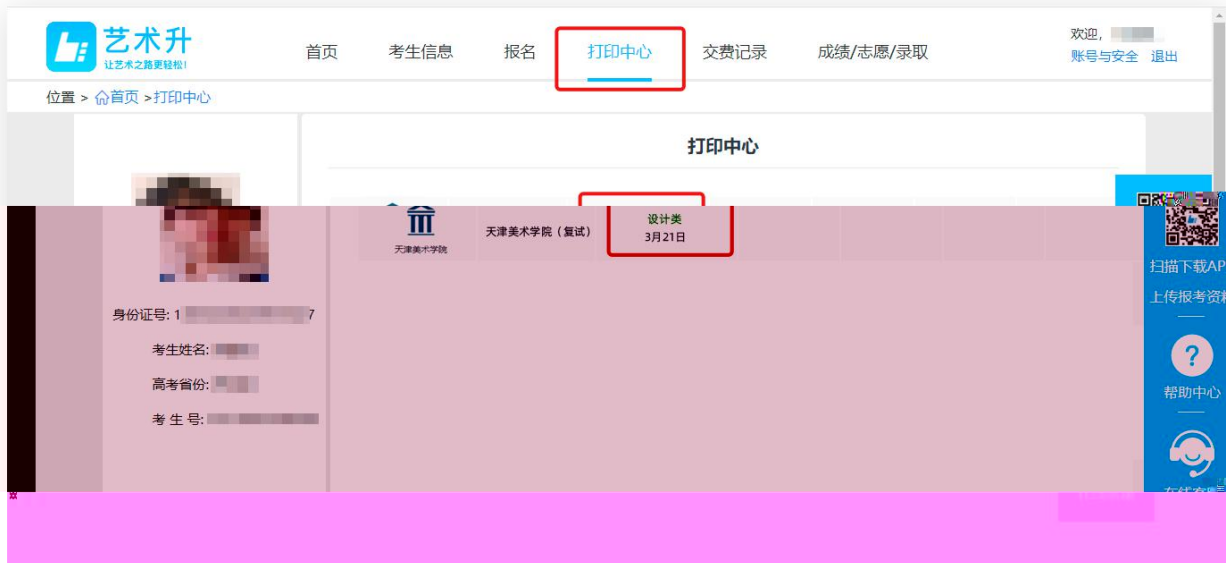 艺术升
让艺术之路更轻松!
首页 考生信息 报名 打印中心 交费记录 成绩/志愿/录取
欢迎,
账号与安全 退出
位置 > 首页 >打印中心
打印中心
天津美术学院
天津美术学院(复试)
设计类
3月21日
身份证号: 1 7
考生姓名:
高考省份:
考 生 号:
扫描下载AP
上传报考资料
?
帮助中心